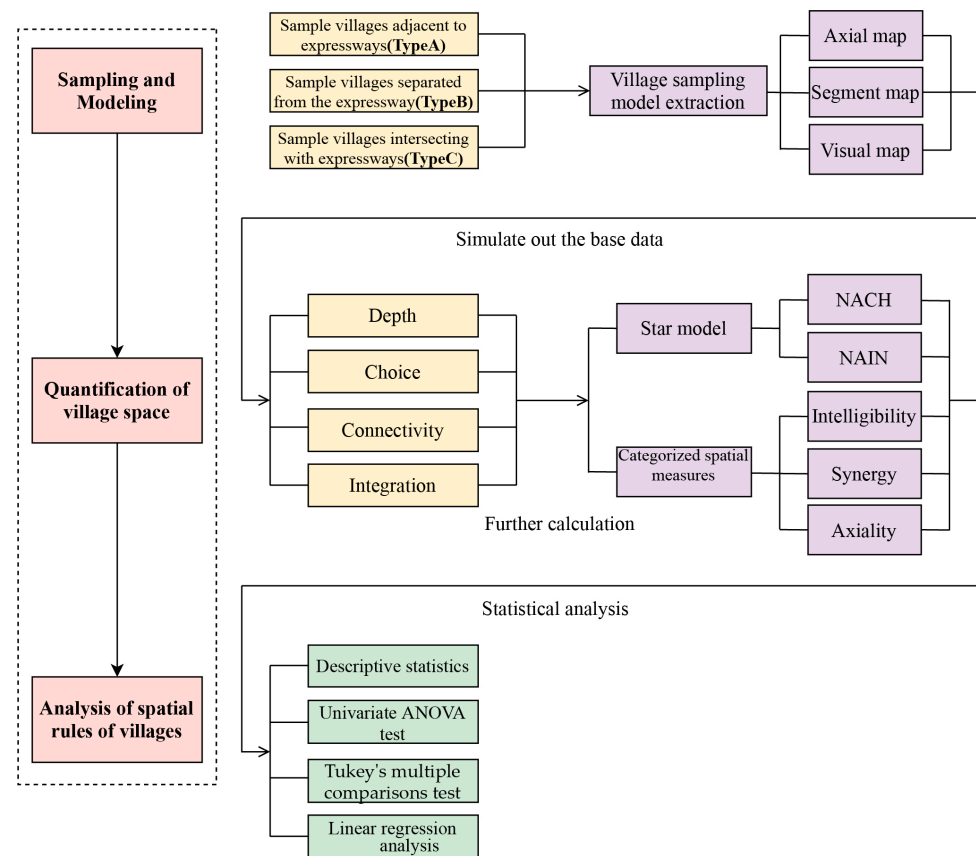 Sampling and
Modeling
Quantification of
village space
Analysis of spatial
rules of villages
Sample villages adjacent to
expressways(TypeA)
Sample villages separated
from the expressway(TypeB)
Sample villages intersecting
with expressways(TypeC)
Village sampling
model extraction
Axial map
Segment map
Visual map
Simulate out the base data
Depth
Choice
Connectivity
Integration
Star model
Categorized spatial
measures
NACH
NAIN
Intelligibility
Synergy
Axiality
Further calculation
Statistical analysis
Descriptive statistics
Univariate ANOVA
test
Tukey's multiple
comparisons test
Linear regression
analysis